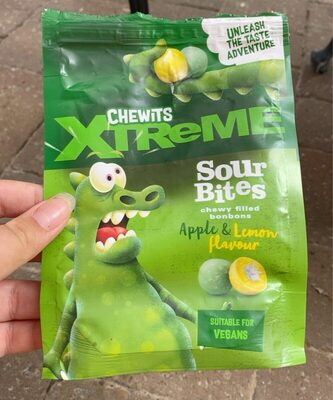 UNLEASH
THE TASTE
ADVENTURE
CHEWITS
XTReME
Sour
Bites
chewy filled
bonbons
Apple & Lemon
flavour
SUITABLE FOR
VEGANS